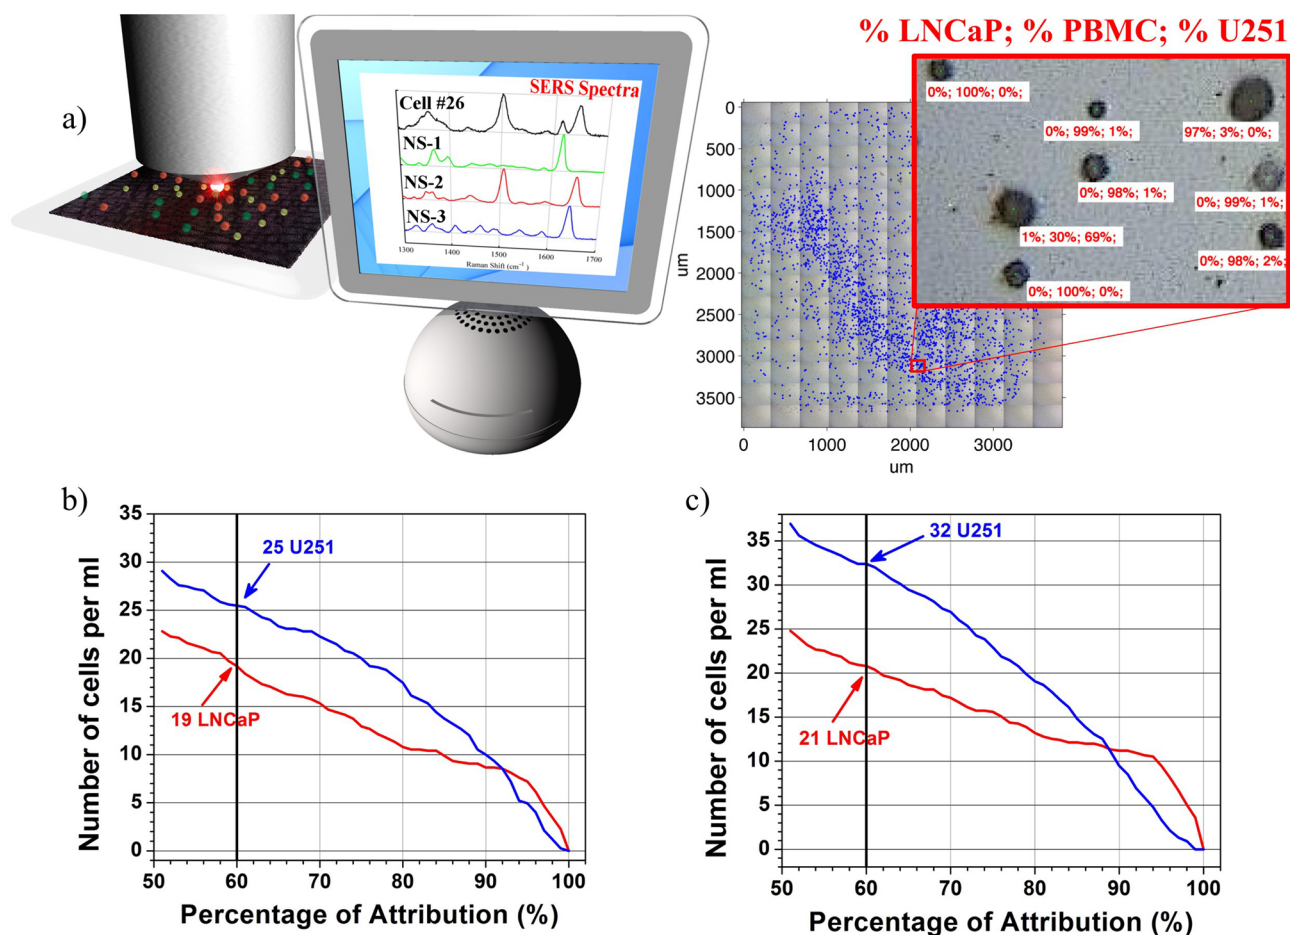 % LNCaP; % PBMC; % U251
a)
SERS Spectra
Cell #26
NS-1
NS-2
NS-3
1300 1400 1500 1600 1700
Raman Shift (cm⁻¹)
0%; 100%; 0%;
0%; 99%; 1%;
97%; 3%; 0%;
0%; 98%; 1%;
0%; 99%; 1%;
1%; 30%; 69%;
0%; 98%; 2%;
0%; 100%; 0%;
um
0
500
1000
1500
2000
2500
3000
3500
0 1000 2000 3000
um
b)
Number of cells per ml
35
30
25
20
15
10
5
0
25 U251
19 LNCaP
50 60 70 80 90 100
Percentage of Attribution (%)
c)
Number of cells per ml
35
30
25
20
15
10
5
0
32 U251
21 LNCaP
50 60 70 80 90 100
Percentage of Attribution (%)